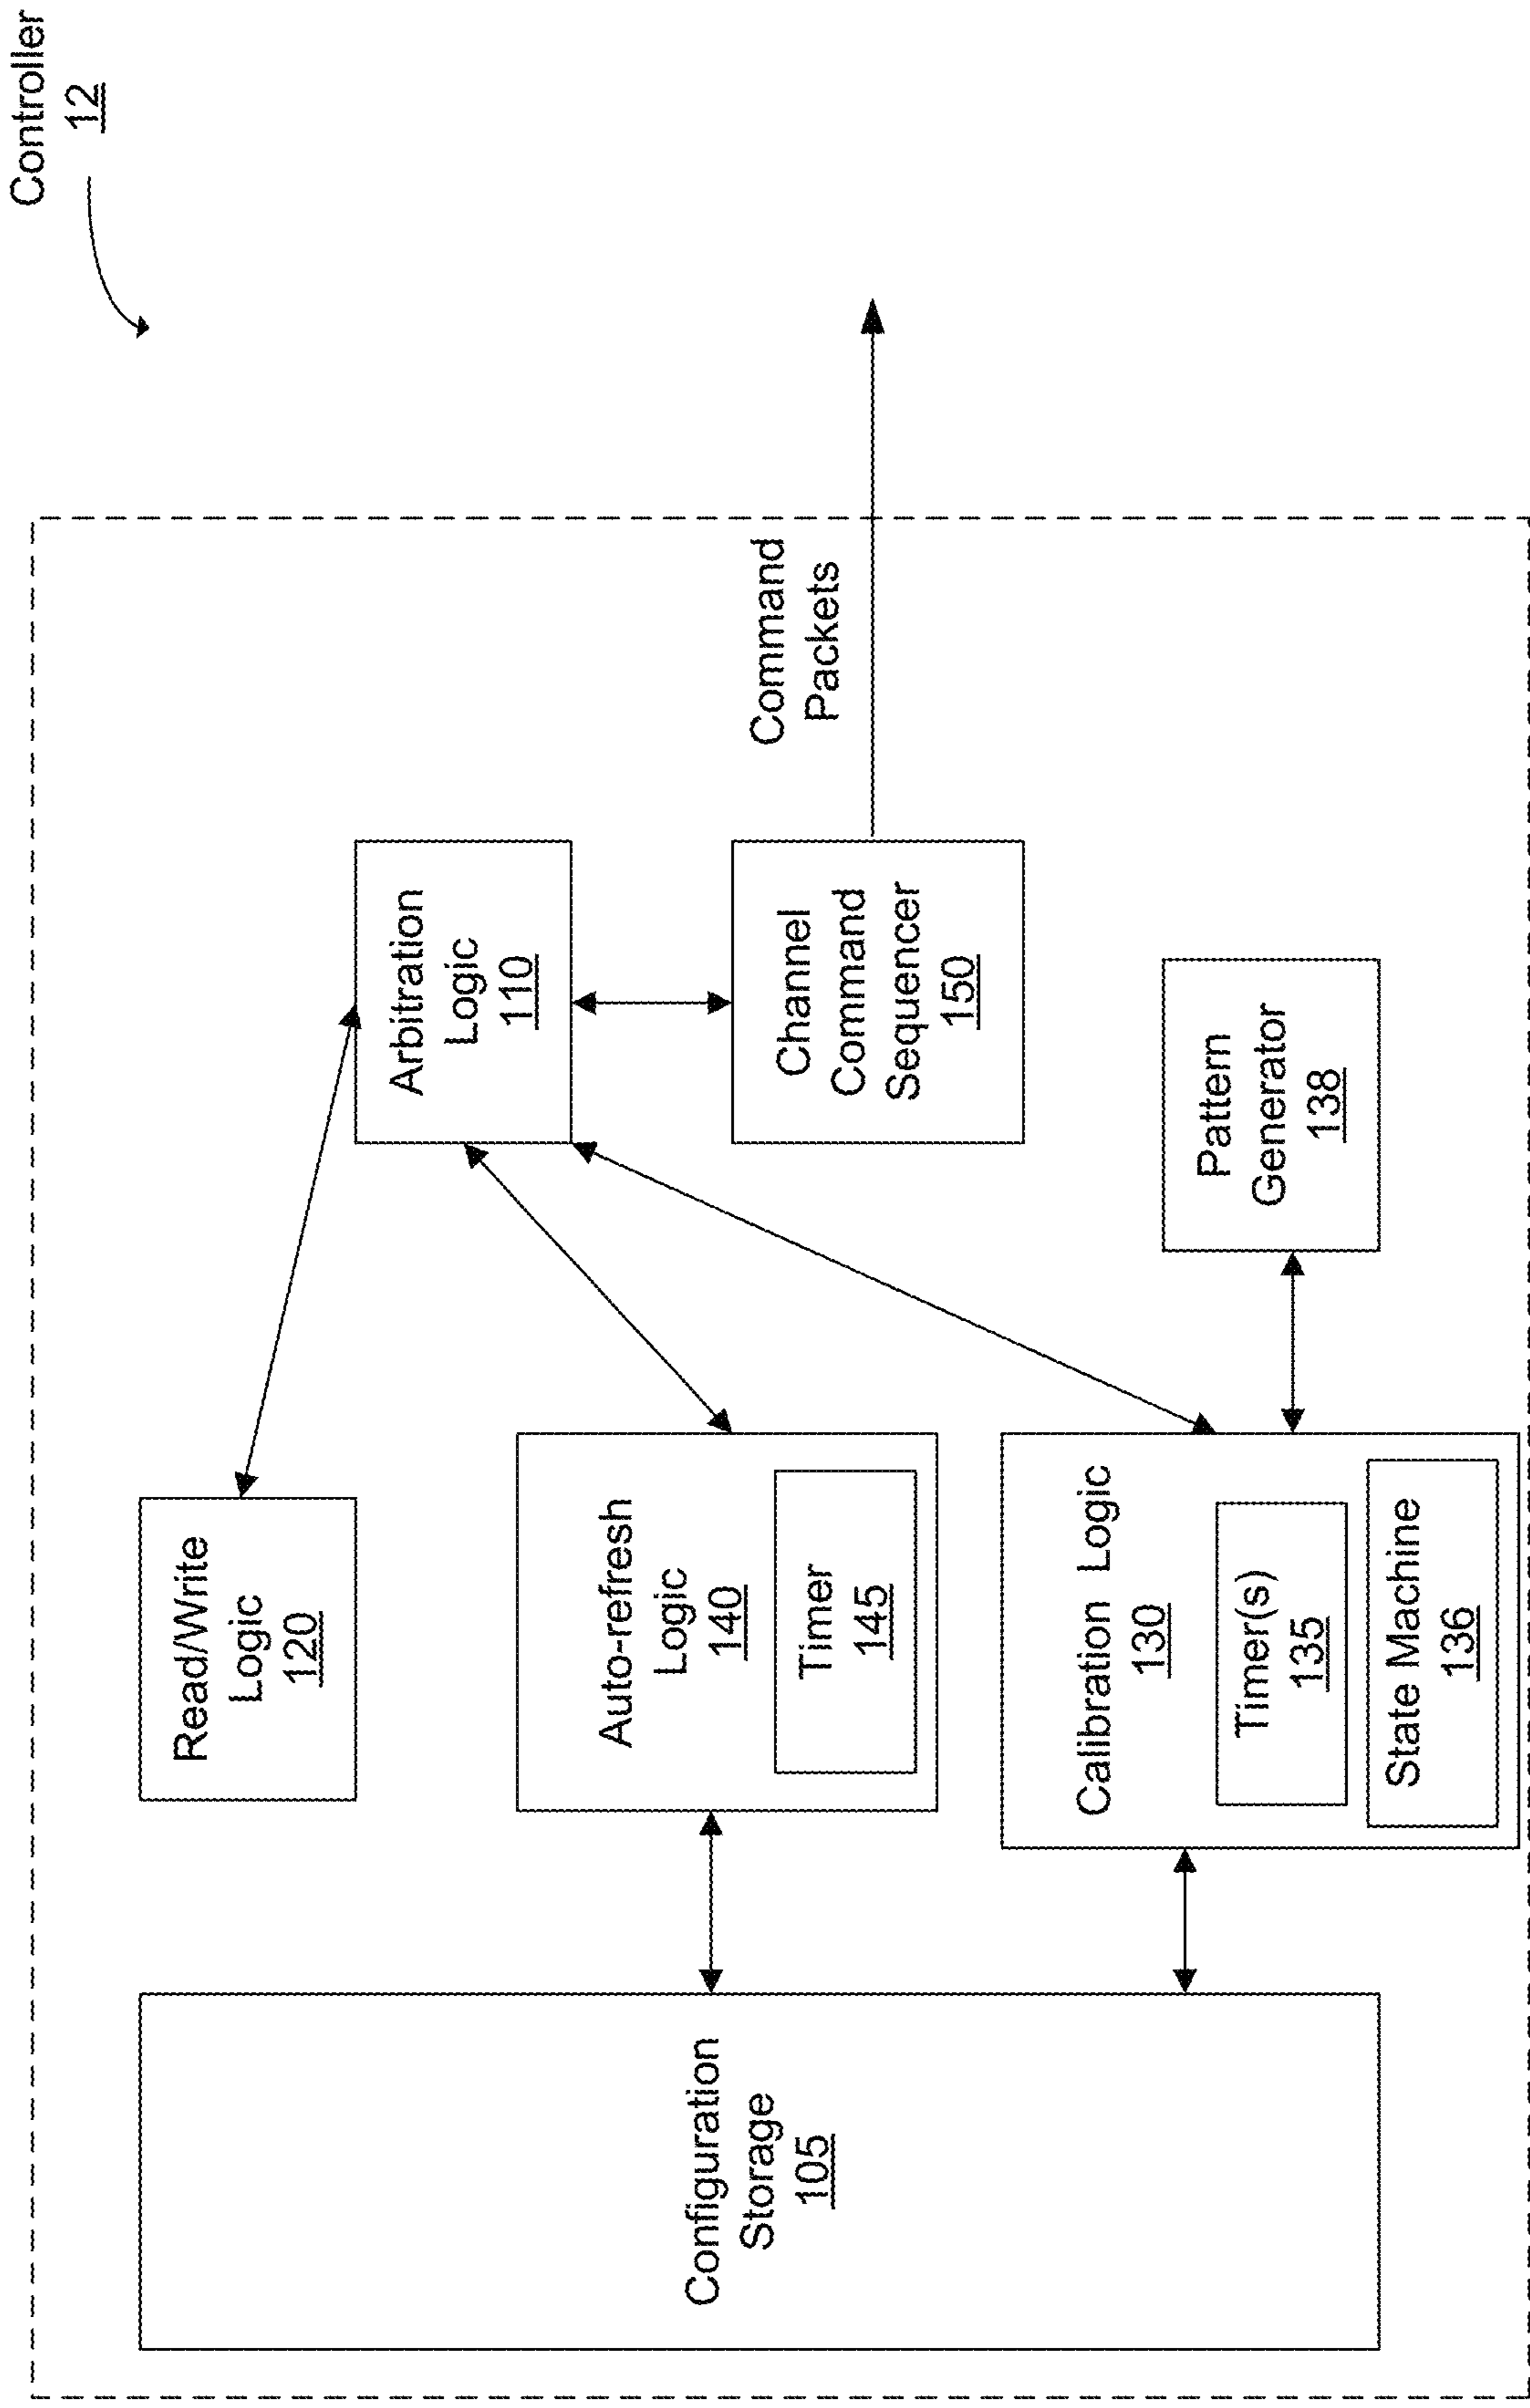 Controller
12
Configuration
Storage
105
Read/Write
Logic
120
Auto-refresh
Logic
140
Timer
145
Calibration Logic
130
Timer(s)
135
State Machine
136
Arbitration
Logic
110
Channel
Command
Sequencer
150
Pattern
Generator
138
Command
Packets